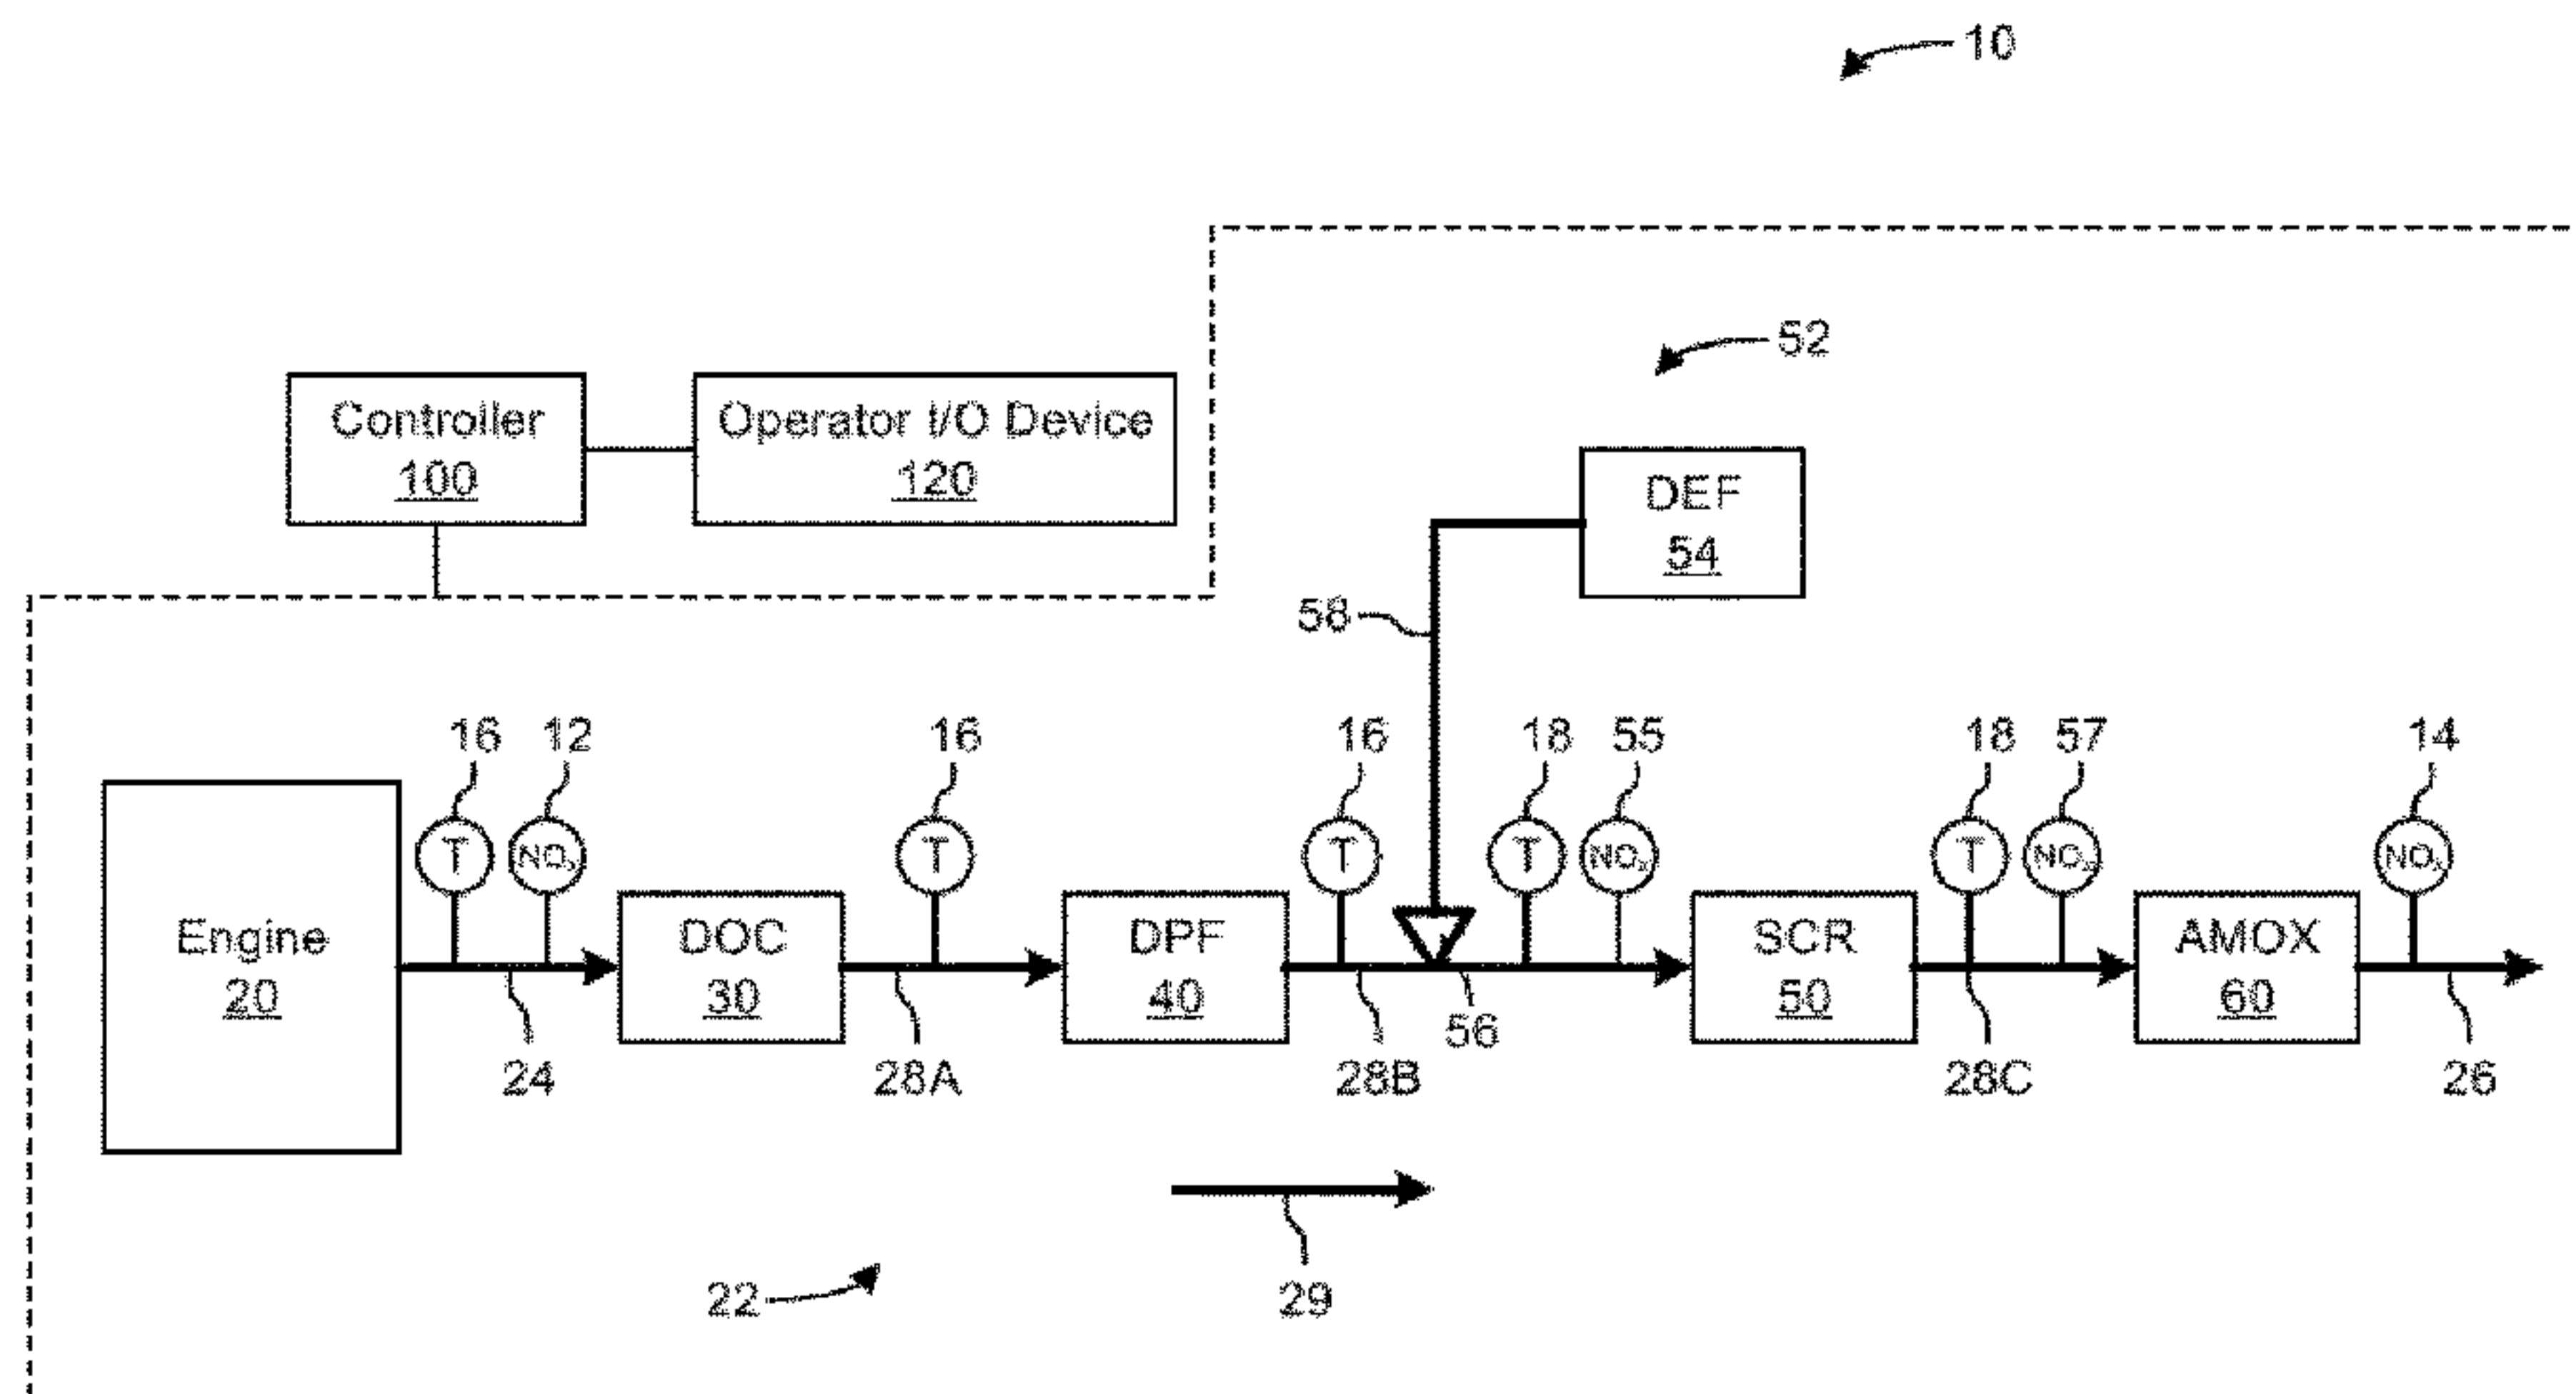 10
52
Controller
100
Operator I/O Device
120
DEF
54
58
16
12
16
16
18
55
18
57
14
T
NOx
T
T
T
NOx
T
NOx
NOx
Engine
20
DOC
30
DPF
40
SCR
50
AMOX
60
24
28A
28B
56
28C
26
22
29